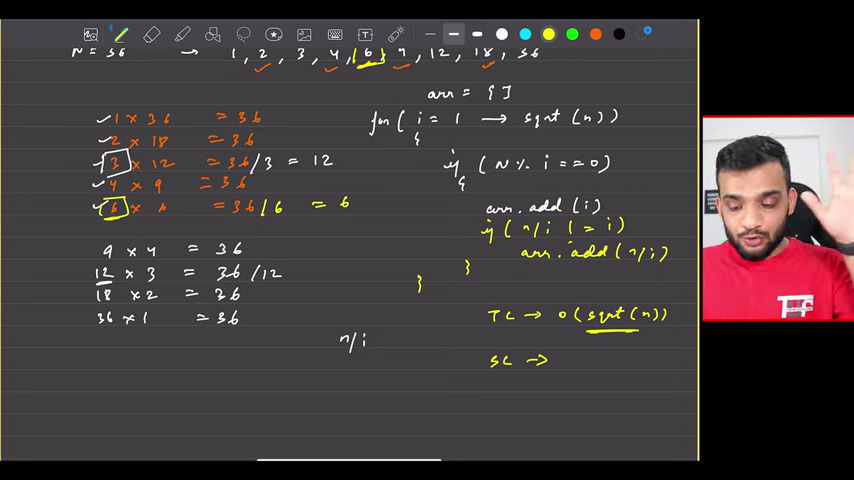 N = 36 → 1, 2, 3, 4, (6) 9, 12, 18, 36
arr = [ ]
for ( i = 1 → sqrt (n))
{
if ( N % i == 0)
{
arr. add (i)
if ( n/i != i)
arr. add ( n/i )
}
}
1 x 36 = 36
2 x 18 = 36
3 x 12 = 36/3 = 12
4 x 9 = 36
6 x 6 = 36/6 = 6
9 x 4 = 36
12 x 3 = 36/12
18 x 2 = 36
36 x 1 = 36
n/i
TC → O ( sqrt (n))
SC →